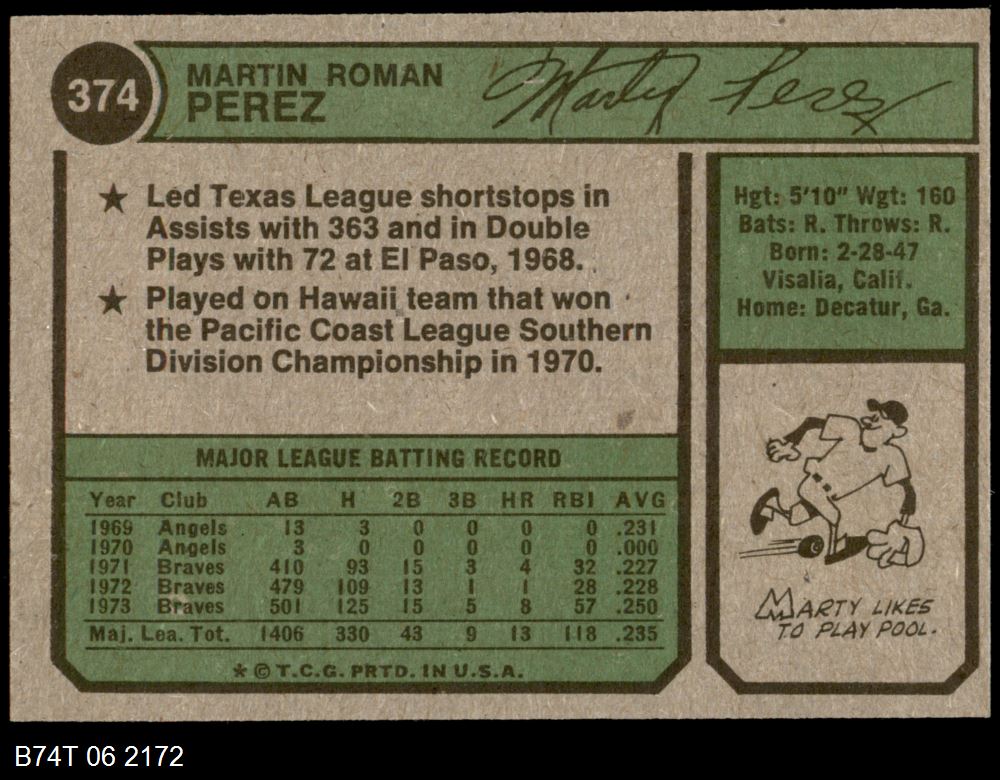 374
MARTIN ROMAN
PEREZ
Marty Perez
★ Led Texas League shortstops in
Assists with 363 and in Double
Plays with 72 at El Paso, 1968.
★ Played on Hawaii team that won
the Pacific Coast League Southern
Division Championship in 1970.
Hgt: 5'10" Wgt: 160
Bats: R. Throws: R.
Born: 2-28-47
Visalia, Calif.
Home: Decatur, Ga.
MAJOR LEAGUE BATTING RECORD
Year Club AB H 2B 3B HR RBI AVG
1969 Angels 13 3 0 0 0 0 .231
1970 Angels 3 0 0 0 0 0 .000
1971 Braves 410 93 15 3 4 32 .227
1972 Braves 479 109 13 1 1 28 .228
1973 Braves 501 125 15 5 8 57 .250
Maj. Lea. Tot. 1406 330 43 9 13 118 .235
* © T.C.G. PRTD. IN U.S.A.
MARTY LIKES
TO PLAY POOL.
B74T 06 2172